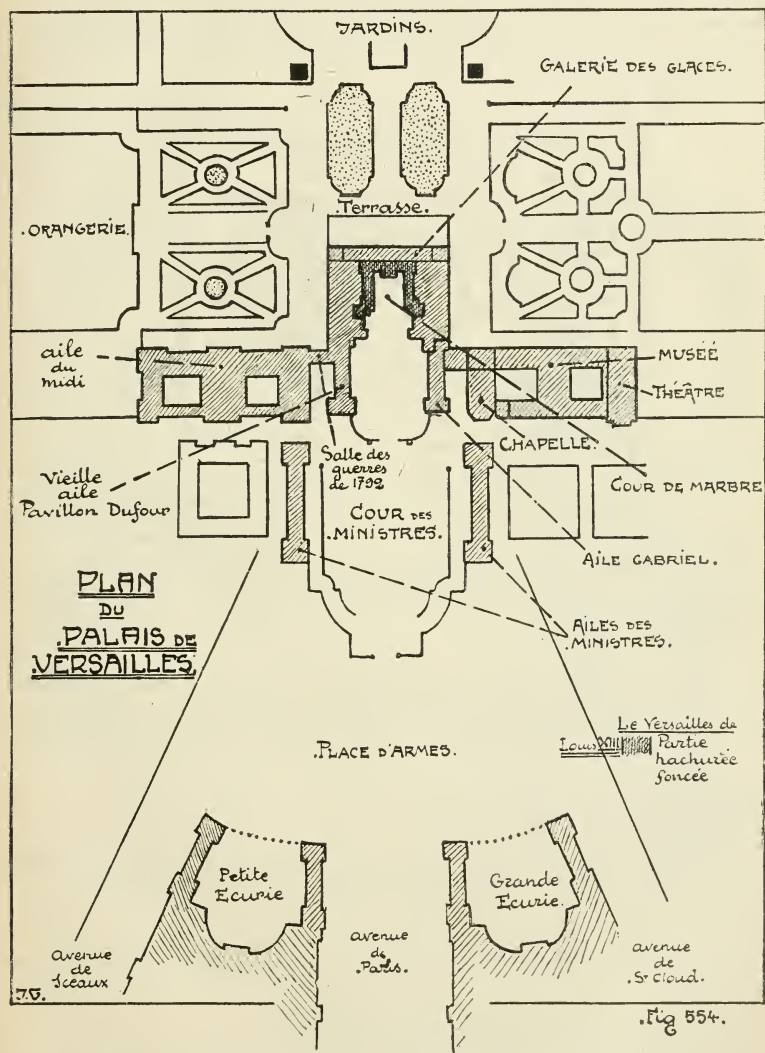 JARDINS.
GALERIE DES GLACES.
Terrasse.
.ORANGERIE.
aile
du
midi
MUSÉE
THÉÂTRE
CHAPELLE.
Vieille
aile
Pavillon Dufour
Salle des
guerres
de 1792
COUR DES
.MINISTRES.
COUR DE MARBRE
AILE GABRIEL.
AILES DES
.MINISTRES.
PLAN
DU
.PALAIS DE
.VERSAILLES.
.PLACE D'ARMES.
Le Versailles de
Louis XIII Partie
hachurée
foncée
Petite
Ecurie
Grande
Ecurie.
avenue
de
Sceaux
avenue
de
.Paris.
avenue
de
.St Cloud.
J.G.
.Fig 554.